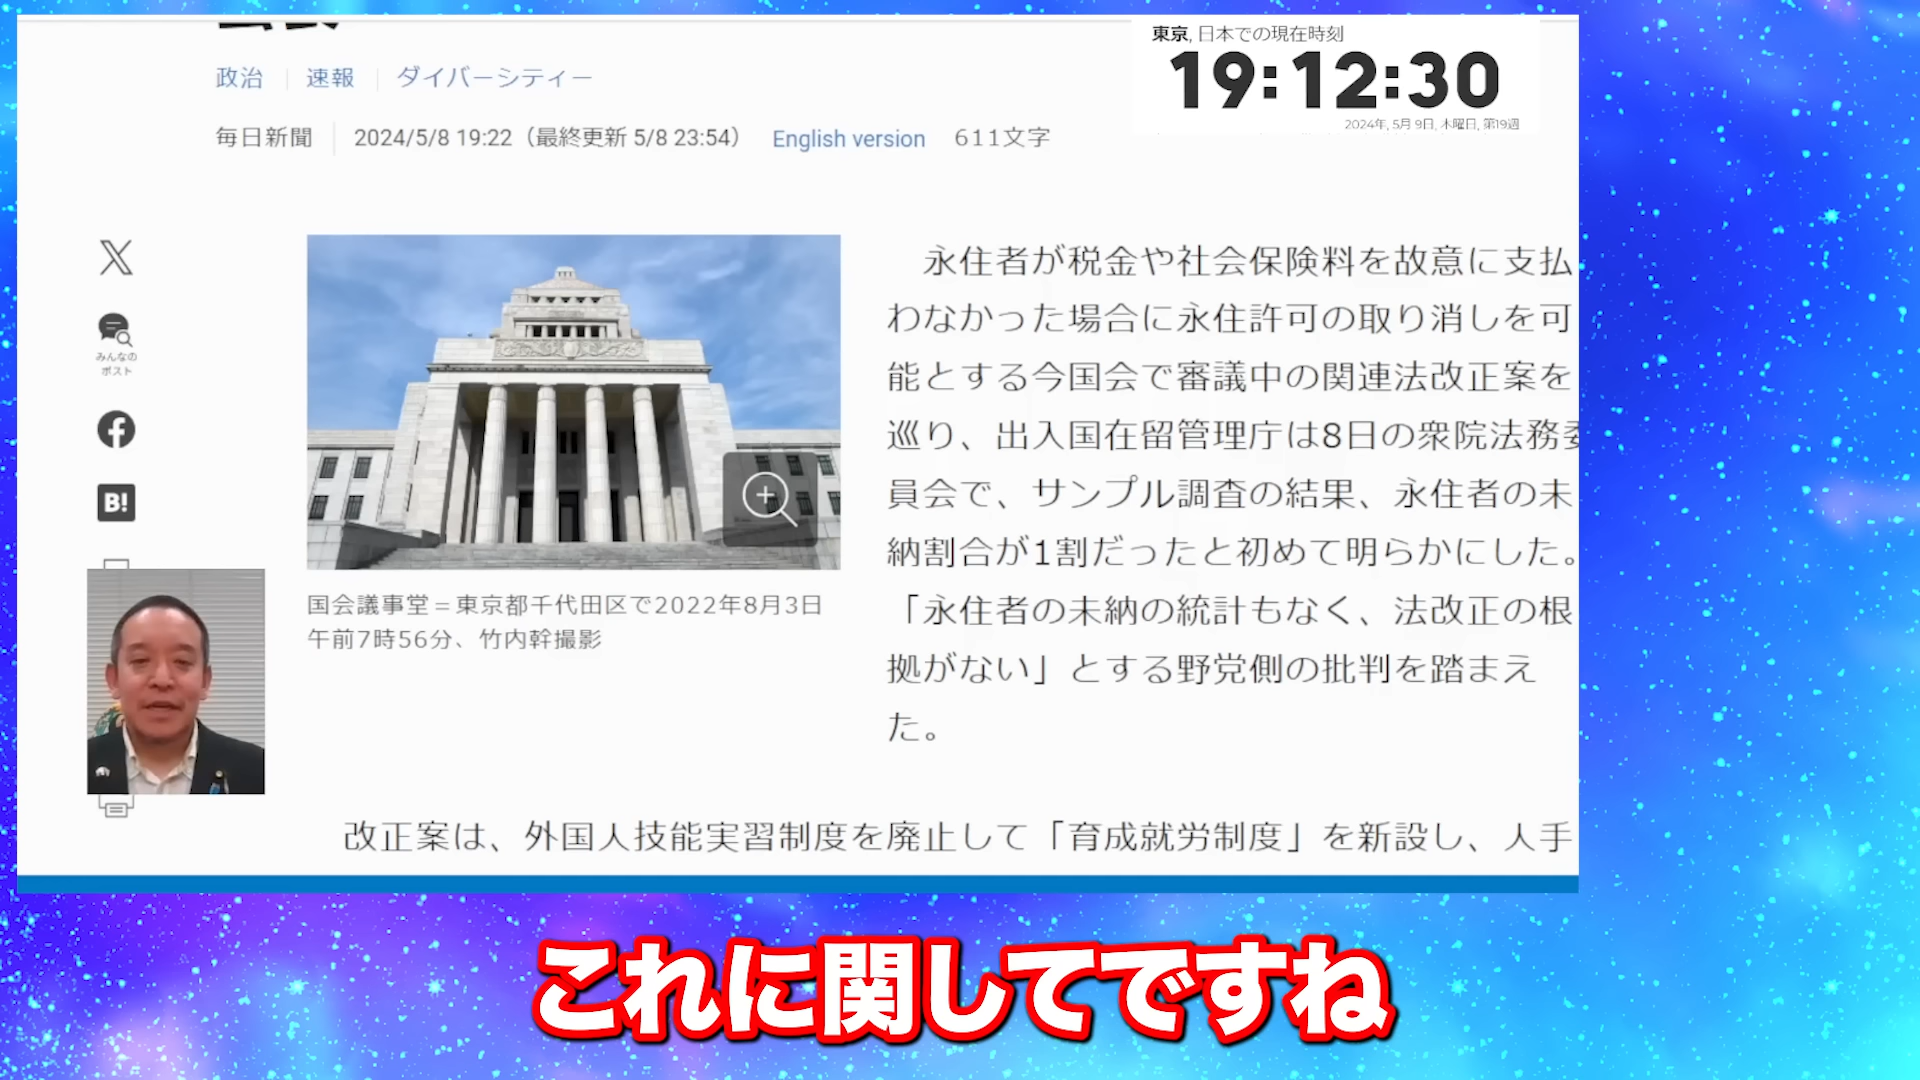 東京, 日本での現在時刻
19:12:30
2024年, 5月 9日, 木曜日, 第19週
政治
速報
ダイバーシティー
毎日新聞
2024/5/8 19:22（最終更新 5/8 23:54）
English version
611文字
みんなの
ポスト
B!
国会議事堂＝東京都千代田区で2022年8月3日
午前7時56分、竹内幹撮影
永住者が税金や社会保険料を故意に支払
わなかった場合に永住許可の取り消しを可
能とする今国会で審議中の関連法改正案を
巡り、出入国在留管理庁は8日の衆院法務委
員会で、サンプル調査の結果、永住者の未
納割合が1割だったと初めて明らかにした。
「永住者の未納の統計もなく、法改正の根
拠がない」とする野党側の批判を踏まえ
た。
改正案は、外国人技能実習制度を廃止して「育成就労制度」を新設し、人手
これに関してですね